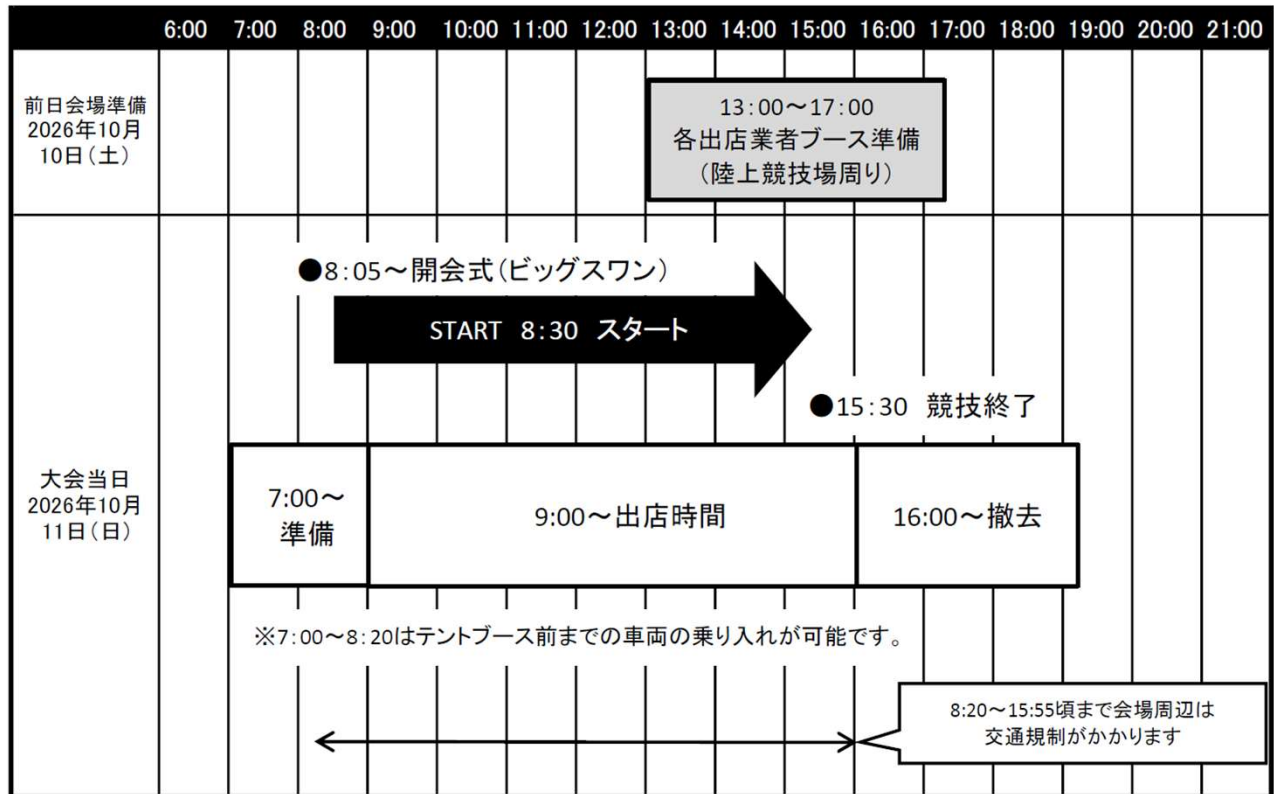 6:00 7:00 8:00 9:00 10:00 11:00 12:00 13:00 14:00 15:00 16:00 17:00 18:00 19:00 20:00 21:00
前日会場準備
2026年10月
10日(土)
13:00～17:00
各出店業者ブース準備
(陸上競技場周り)
●8:05～開会式(ビッグスワン)
START 8:30 スタート
●15:30 競技終了
大会当日
2026年10月
11日(日)
7:00～
準備
9:00～出店時間
16:00～撤去
※7:00～8:20はテントブース前までの車両の乗り入れが可能です。
8:20～15:55頃まで会場周辺は
交通規制がかかります